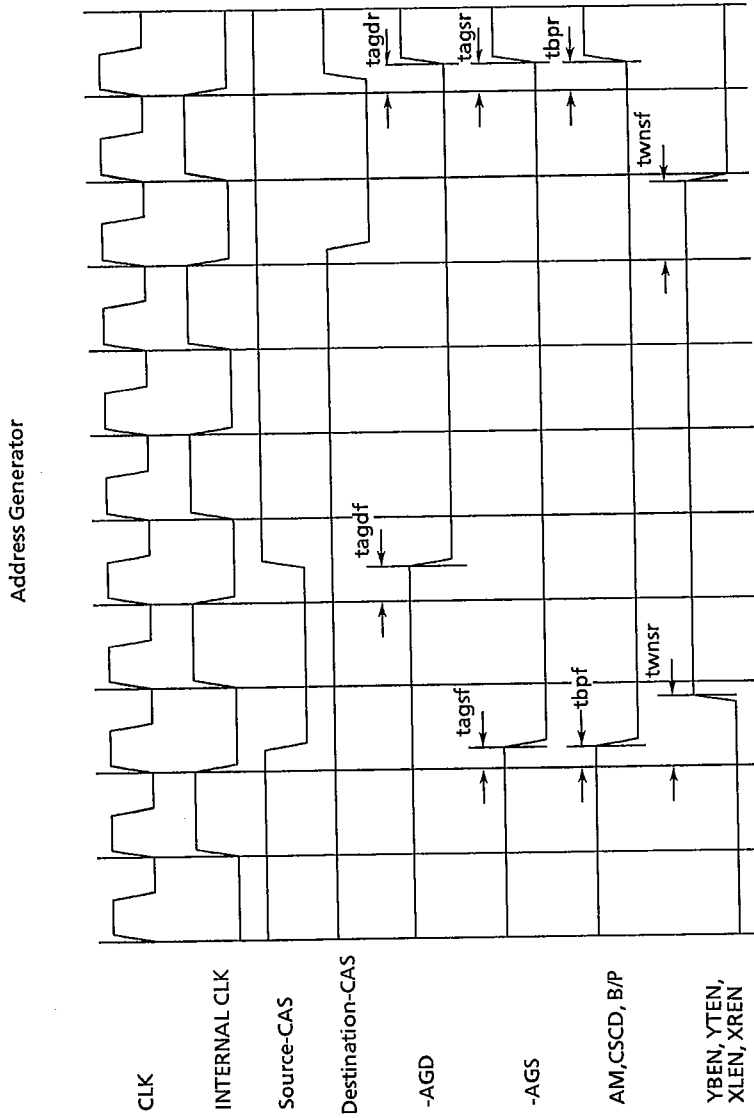 Address Generator
CLK
INTERNAL CLK
Source-CAS
Destination-CAS
-AGD
tagdf
tagdr
-AGS
tagsf
tagsr
AM,CSCD, B/P
tbpf
tbpr
YBEN, YTEN,
XLEN, XREN
twnsr
twnsf